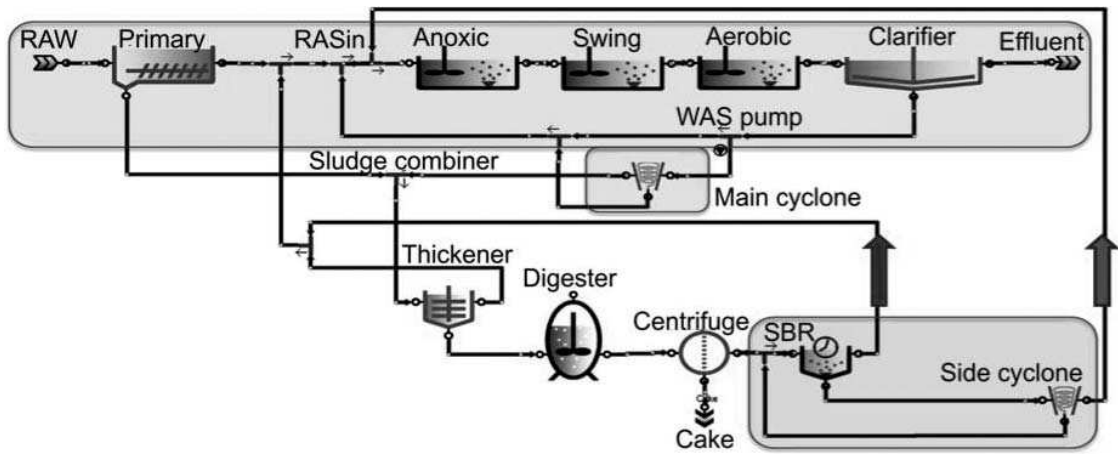 RAW
Primary
RASin
Anoxic
Swing
Aerobic
Clarifier
Effluent
WAS pump
Sludge combiner
Main cyclone
Thickener
Digester
Centrifuge
SBR
Side cyclone
Cake